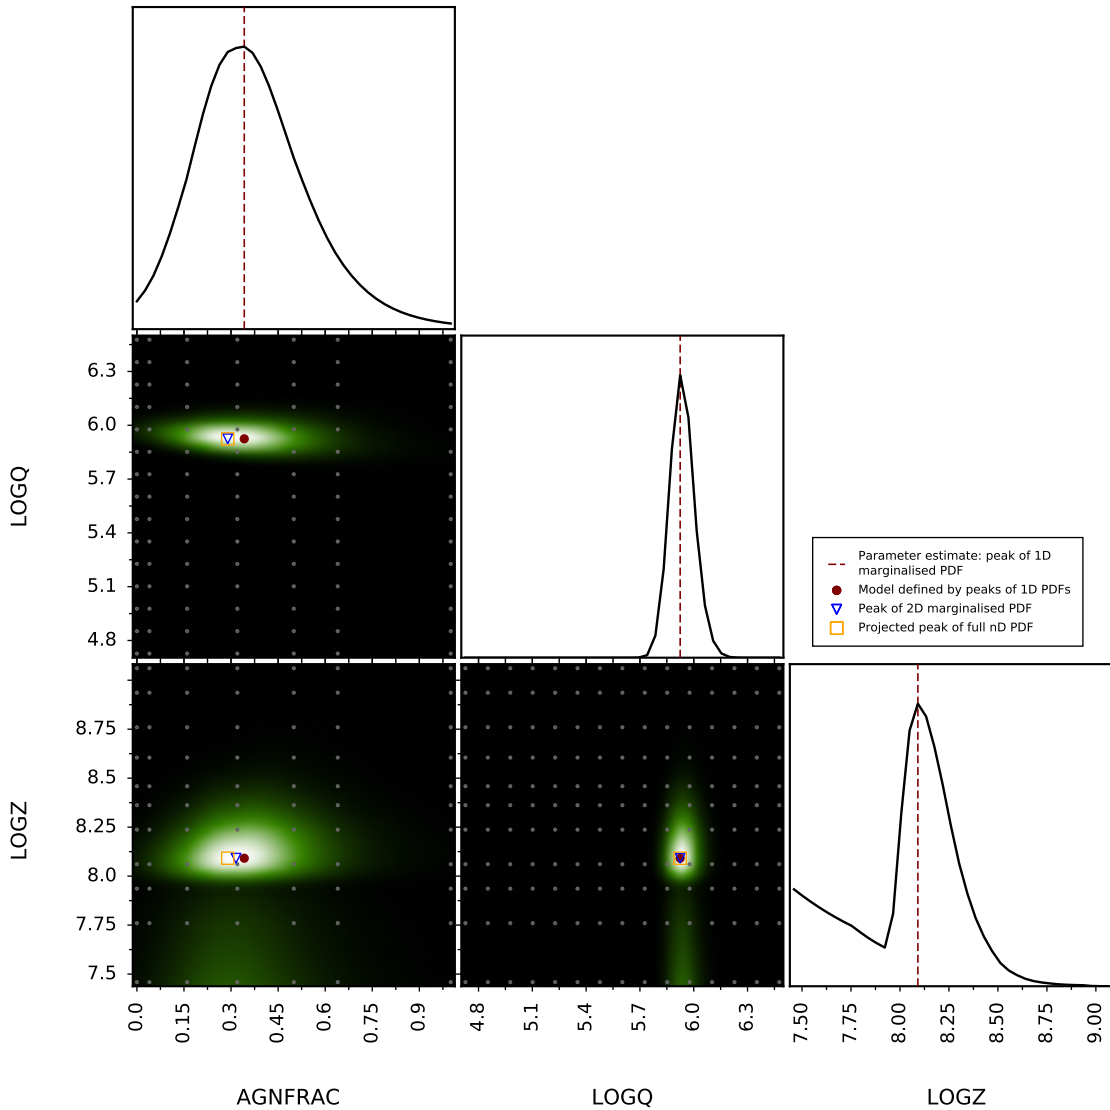 6.3
6.0
5.7
5.4
5.1
4.8
LOGQ
Parameter estimate: peak of 1D
marginalised PDF
Model defined by peaks of 1D PDFs
Peak of 2D marginalised PDF
Projected peak of full nD PDF
8.75
8.5
8.25
8.0
7.75
7.5
LOGZ
0.0 0.15 0.3 0.45 0.6 0.75 0.9
4.8 5.1 5.4 5.7 6.0 6.3
7.50 7.75 8.00 8.25 8.50 8.75 9.00
AGNFRAC
LOGQ
LOGZ